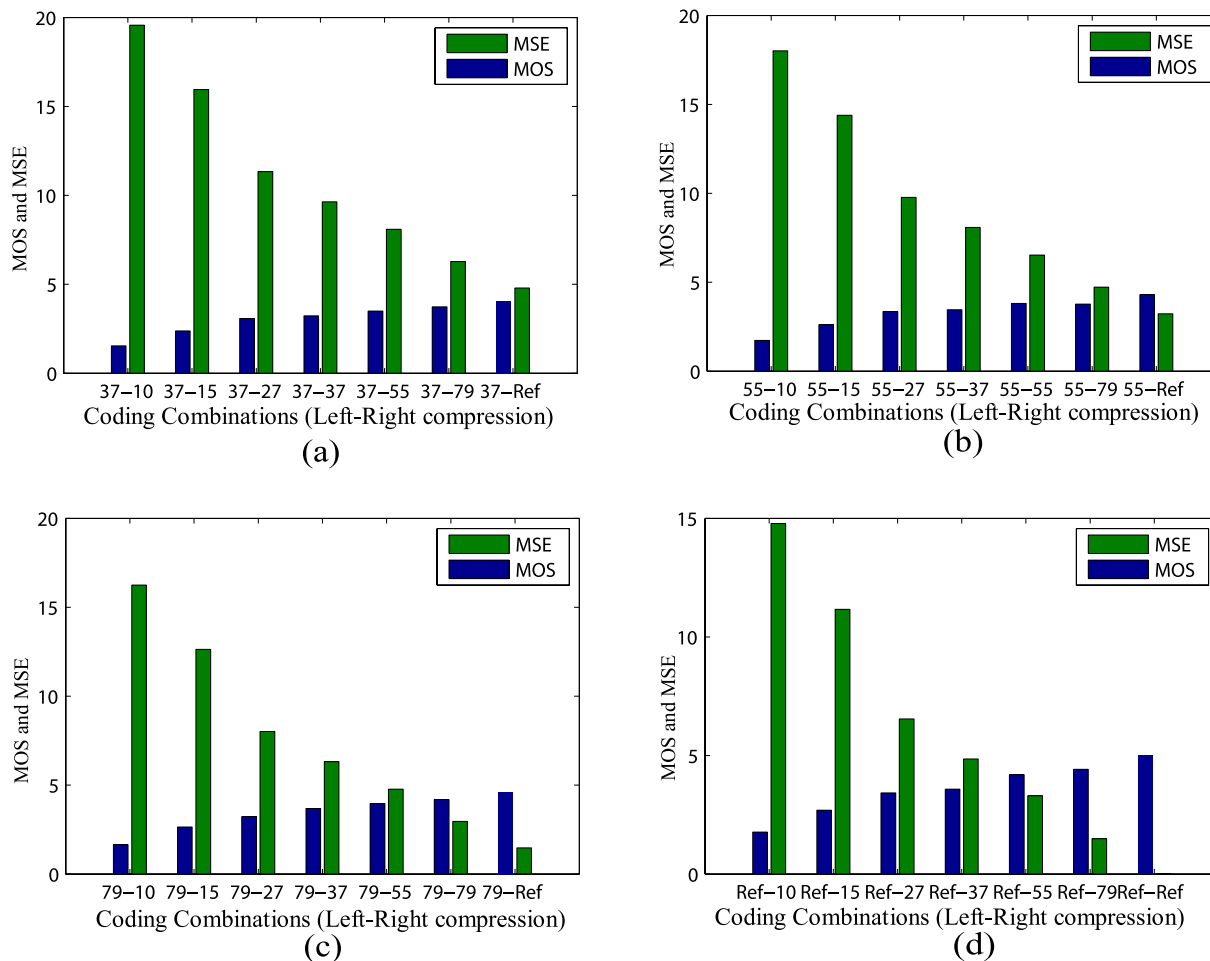 20
15
10
5
0
MOS and MSE
MSE
MOS
37−10 37−15 37−27 37−37 37−55 37−79 37−Ref
Coding Combinations (Left-Right compression)
(a)
20
15
10
5
0
MOS and MSE
MSE
MOS
55−10 55−15 55−27 55−37 55−55 55−79 55−Ref
Coding Combinations (Left-Right compression)
(b)
20
15
10
5
0
MOS and MSE
MSE
MOS
79−10 79−15 79−27 79−37 79−55 79−79 79−Ref
Coding Combinations (Left-Right compression)
(c)
15
10
5
0
MOS and MSE
MSE
MOS
Ref−10 Ref−15 Ref−27 Ref−37 Ref−55 Ref−79 Ref−Ref
Coding Combinations (Left-Right compression)
(d)